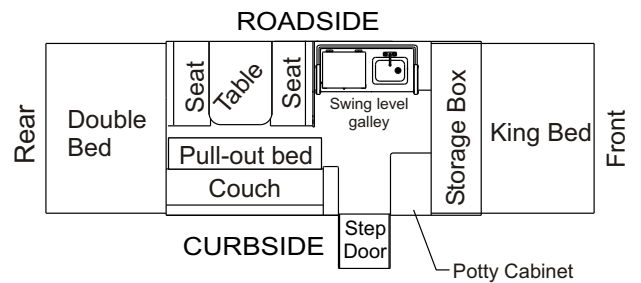 ROADSIDE
Rear
Double
Bed
Seat
Table
Seat
Swing level
galley
Storage Box
King Bed
Front
Pull-out bed
Couch
CURBSIDE
Step
Door
Potty Cabinet